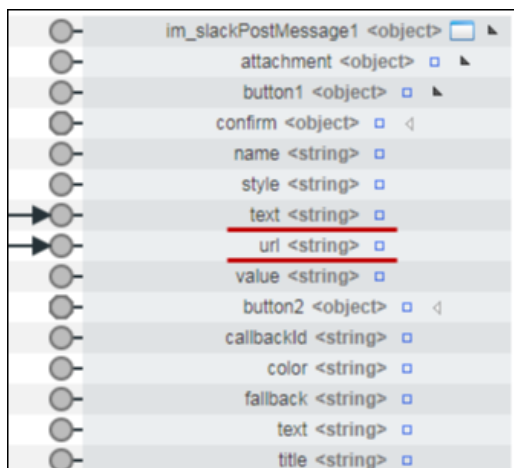 im_slackPostMessage1 <object>
attachment <object>
button1 <object>
confirm <object>
name <string>
style <string>
text <string>
url <string>
value <string>
button2 <object>
callbackId <string>
color <string>
fallback <string>
text <string>
title <string>